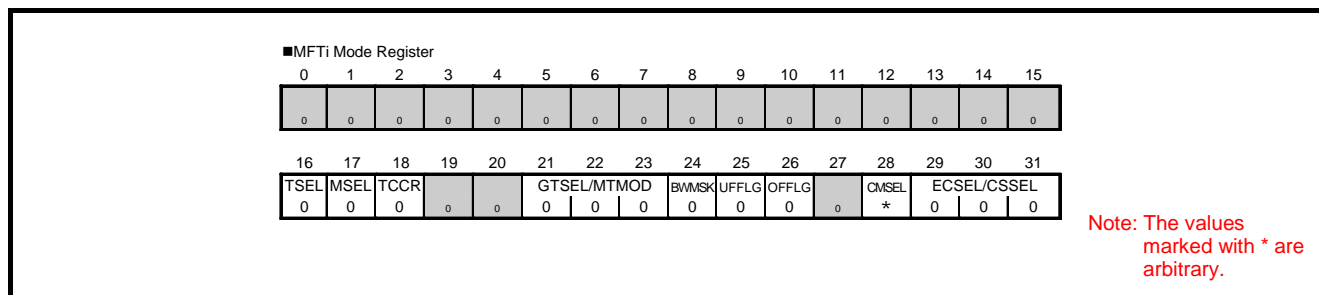 ■MFTi Mode Register
0 1 2 3 4 5 6 7 8 9 10 11 12 13 14 15
0 0 0 0 0 0 0 0 0 0 0 0 0 0 0 0
16 17 18 19 20 21 22 23 24 25 26 27 28 29 30 31
TSEL MSEL TCCR GTSEL/MTMOD BWMSK UFFLG OFFLG CMSEL ECSEL/CSSEL
0 0 0 0 0 0 0 0 0 0 0 0 * 0 0 0
Note: The values
marked with * are
arbitrary.